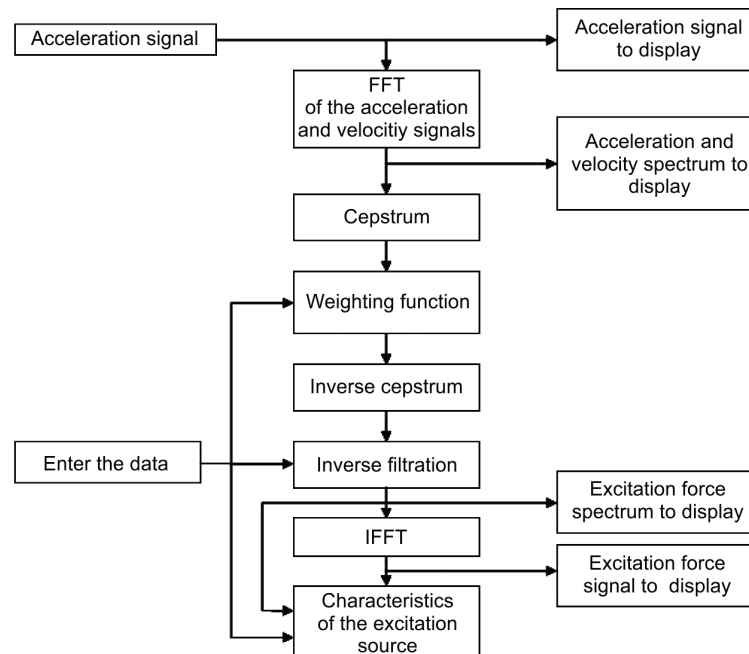 Acceleration signal
Acceleration signal
to display
FFT
of the acceleration
and velocitiy signals
Acceleration and
velocity spectrum to
display
Cepstrum
Weighting function
Inverse cepstrum
Enter the data
Inverse filtration
Excitation force
spectrum to display
IFFT
Excitation force
signal to display
Characteristics
of the excitation
source